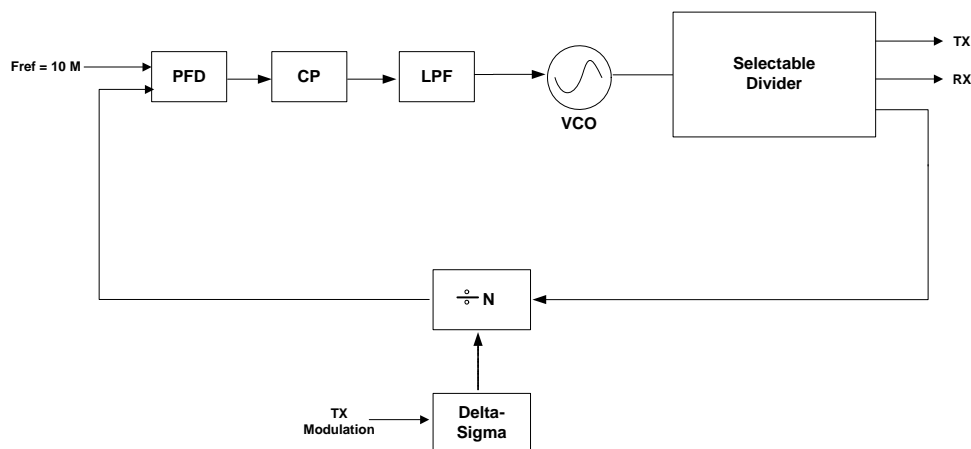 Fref = 10 M
PFD
CP
LPF
VCO
Selectable
Divider
TX
RX
÷ N
TX
Modulation
Delta-
Sigma